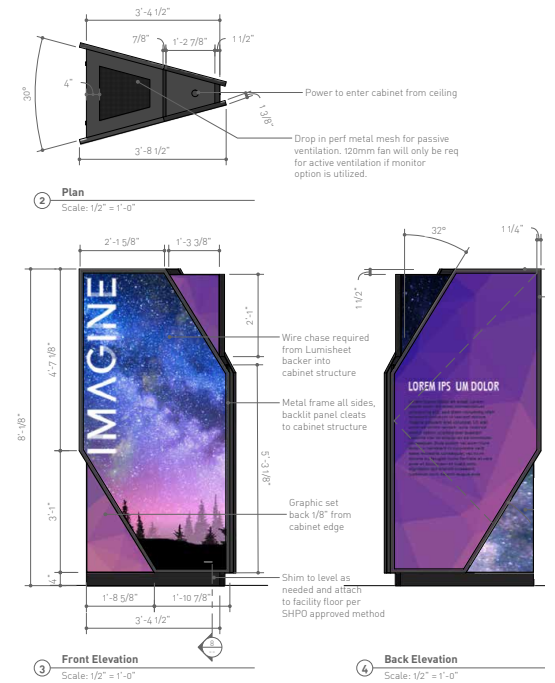 3'-4 1/2"
7/8"
1'-2 7/8"
1 1/2"
30°
4"
Power to enter cabinet from ceiling
1 3/8"
Drop in perf metal mesh for passive
ventilation. 120mm fan will only be req
for active ventilation if monitor
option is utilized.
3'-8 1/2"
2
Plan
Scale: 1/2" = 1'-0"
2'-1 5/8"
1'-3 3/8"
32°
1 1/4"
1 1/2"
2'-1"
IMAGINE
Wire chase required
from Lumisheet
backer into
cabinet structure
4'-7 1/8"
8'-1/8"
Metal frame all sides,
backlit panel cleats
to cabinet structure
LOREM IPS UM DOLOR
5'-3 1/8"
Graphic set
back 1/8" from
cabinet edge
3'-1"
4"
Shim to level as
needed and attach
to facility floor per
SHPO approved method
1'-8 5/8"
1'-10 7/8"
3'-4 1/2"
8
3
Front Elevation
Scale: 1/2" = 1'-0"
4
Back Elevation
Scale: 1/2" = 1'-0"